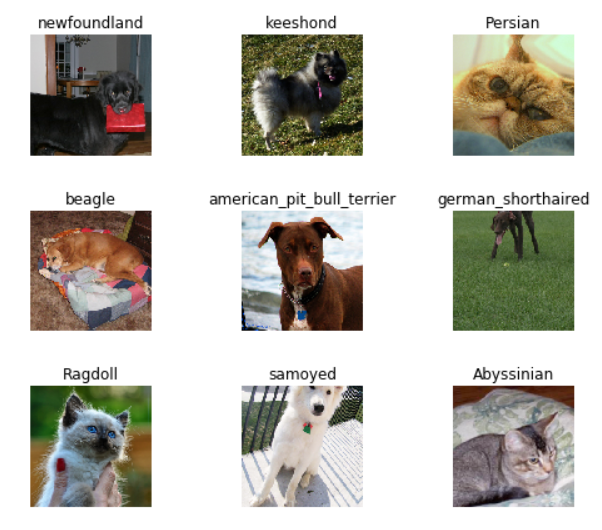 newfoundland
keeshond
Persian
beagle
american_pit_bull_terrier
german_shorthaired
Ragdoll
samoyed
Abyssinian